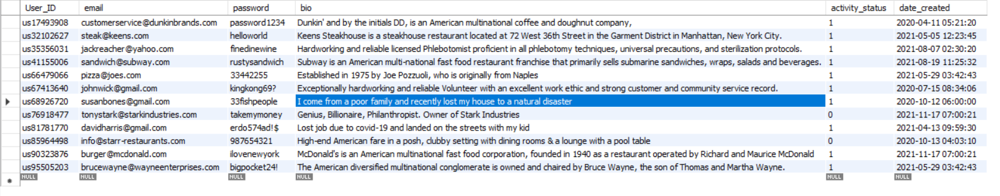 User_ID email password bio activity_status date_created
us17493908 customerservice@dunkinbrands.com password1234 Dunkin' and by the initials DD, is an American multinational coffee and doughnut company, 1 2020-04-11 05:21:20
us32102627 steak@keens.com helloworld Keens Steakhouse is a steakhouse restaurant located at 72 West 36th Street in the Garment District in Manhattan, New York City. 1 2021-05-05 12:23:45
us35356031 jackreacher@yahoo.com finedinewine Hardworking and reliable licensed Phlebotomist proficient in all phlebotomy techniques, universal precautions, and sterilization protocols. 1 2021-08-07 02:30:20
us41155006 sandwich@subway.com rustysandwich Subway is an American multi-national fast food restaurant franchise that primarily sells submarine sandwiches, wraps, salads and beverages. 1 2021-08-19 11:25:32
us66479066 pizza@joes.com 33442255 Established in 1975 by Joe Pozzuoli, who is originally from Naples 1 2021-05-29 03:42:43
us67413640 johnwick@gmail.com kingkong69? Exceptionally hardworking and reliable Volunteer with an excellent work ethic and strong customer and community service record. 1 2020-07-15 08:34:06
us68926720 susanbones@gmail.com 33fishpeople I come from a poor family and recently lost my house to a natural disaster 1 2020-10-12 06:00:00
us76918477 tonystark@starkindustries.com takemymoney Genius, Billionaire, Philanthropist. Owner of Stark Industries 0 2021-11-17 07:00:21
us81781770 davidharris@gmail.com erdo574ad!$ Lost job due to covid-19 and landed on the streets with my kid 1 2021-04-13 09:59:30
us85964498 info@starr-restaurants.com 987654321 High-end American fare in a posh, clubby setting with dining rooms & a lounge with a pool table 0 2020-10-13 04:03:10
us90323876 burger@mcdonald.com ilovenewyork McDonald's is an American multinational fast food corporation, founded in 1940 as a restaurant operated by Richard and Maurice McDonald 1 2021-11-17 07:00:21
us95505203 brucewayne@wayneenterprises.com bigpocket24! The American diversified multinational conglomerate is owned and chaired by Bruce Wayne, the son of Thomas and Martha Wayne. 1 2021-05-29 03:42:43
NULL NULL NULL NULL NULL NULL